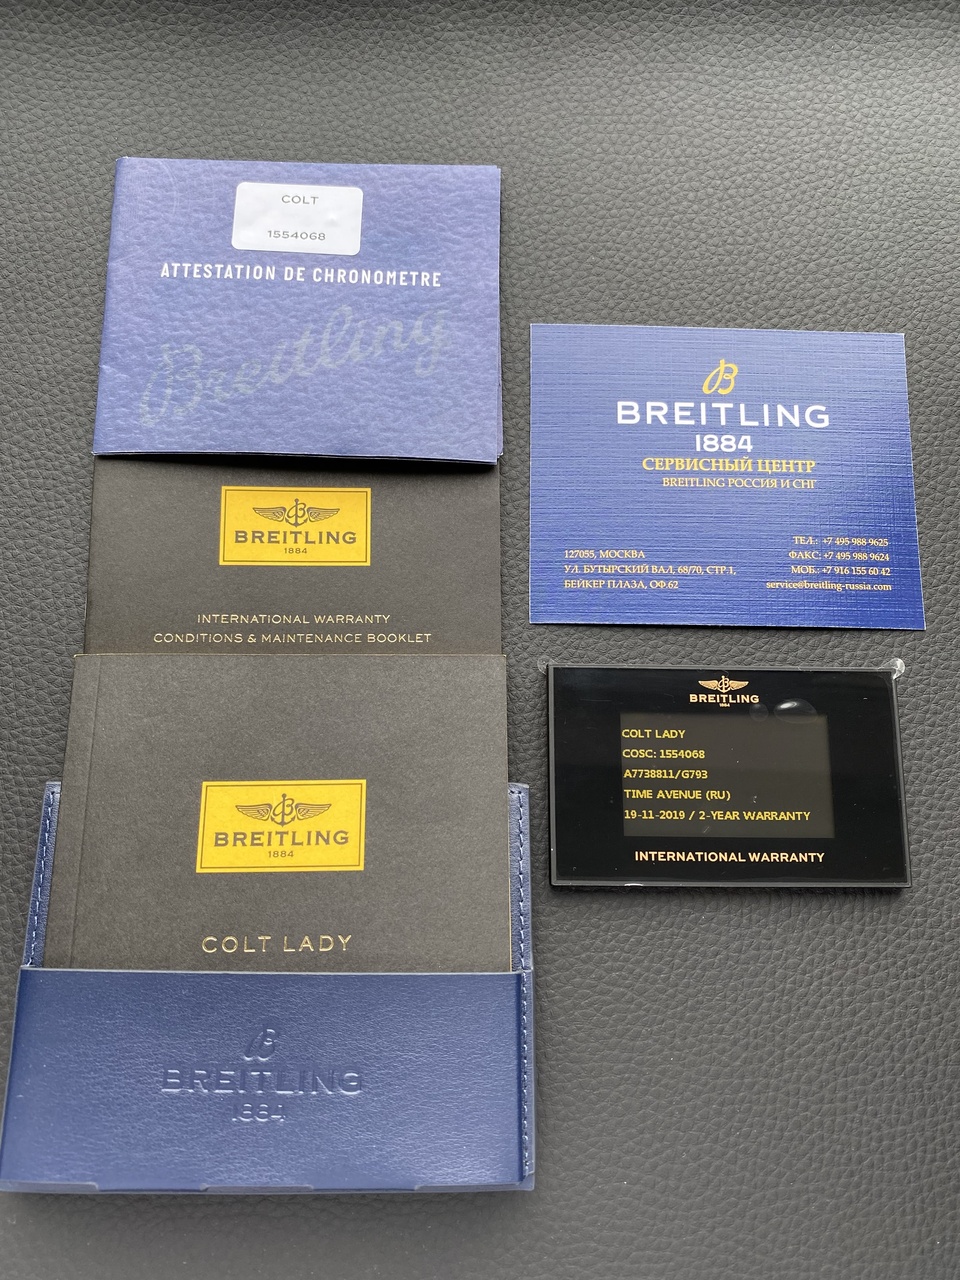 COLT
1554068
ATTESTATION DE CHRONOMETRE
Breitling
BREITLING
1884
INTERNATIONAL WARRANTY
CONDITIONS & MAINTENANCE BOOKLET
BREITLING
1884
COLT LADY
B
BREITLING
1884
B
BREITLING
1884
СЕРВИСНЫЙ ЦЕНТР
BREITLING РОССИЯ И СНГ
127055, МОСКВА
УЛ. БУТЫРСКИЙ ВАЛ, 68/70, СТР.1,
БЕЙКЕР ПЛАЗА, ОФ.62
ТЕЛ.: +7 495 988 9625
ФАКС: +7 495 988 9624
МОБ.: +7 916 155 60 42
service@breitling-russia.com
BREITLING
1884
COLT LADY
COSC: 1554068
A7738811/G793
TIME AVENUE (RU)
19-11-2019 / 2-YEAR WARRANTY
INTERNATIONAL WARRANTY